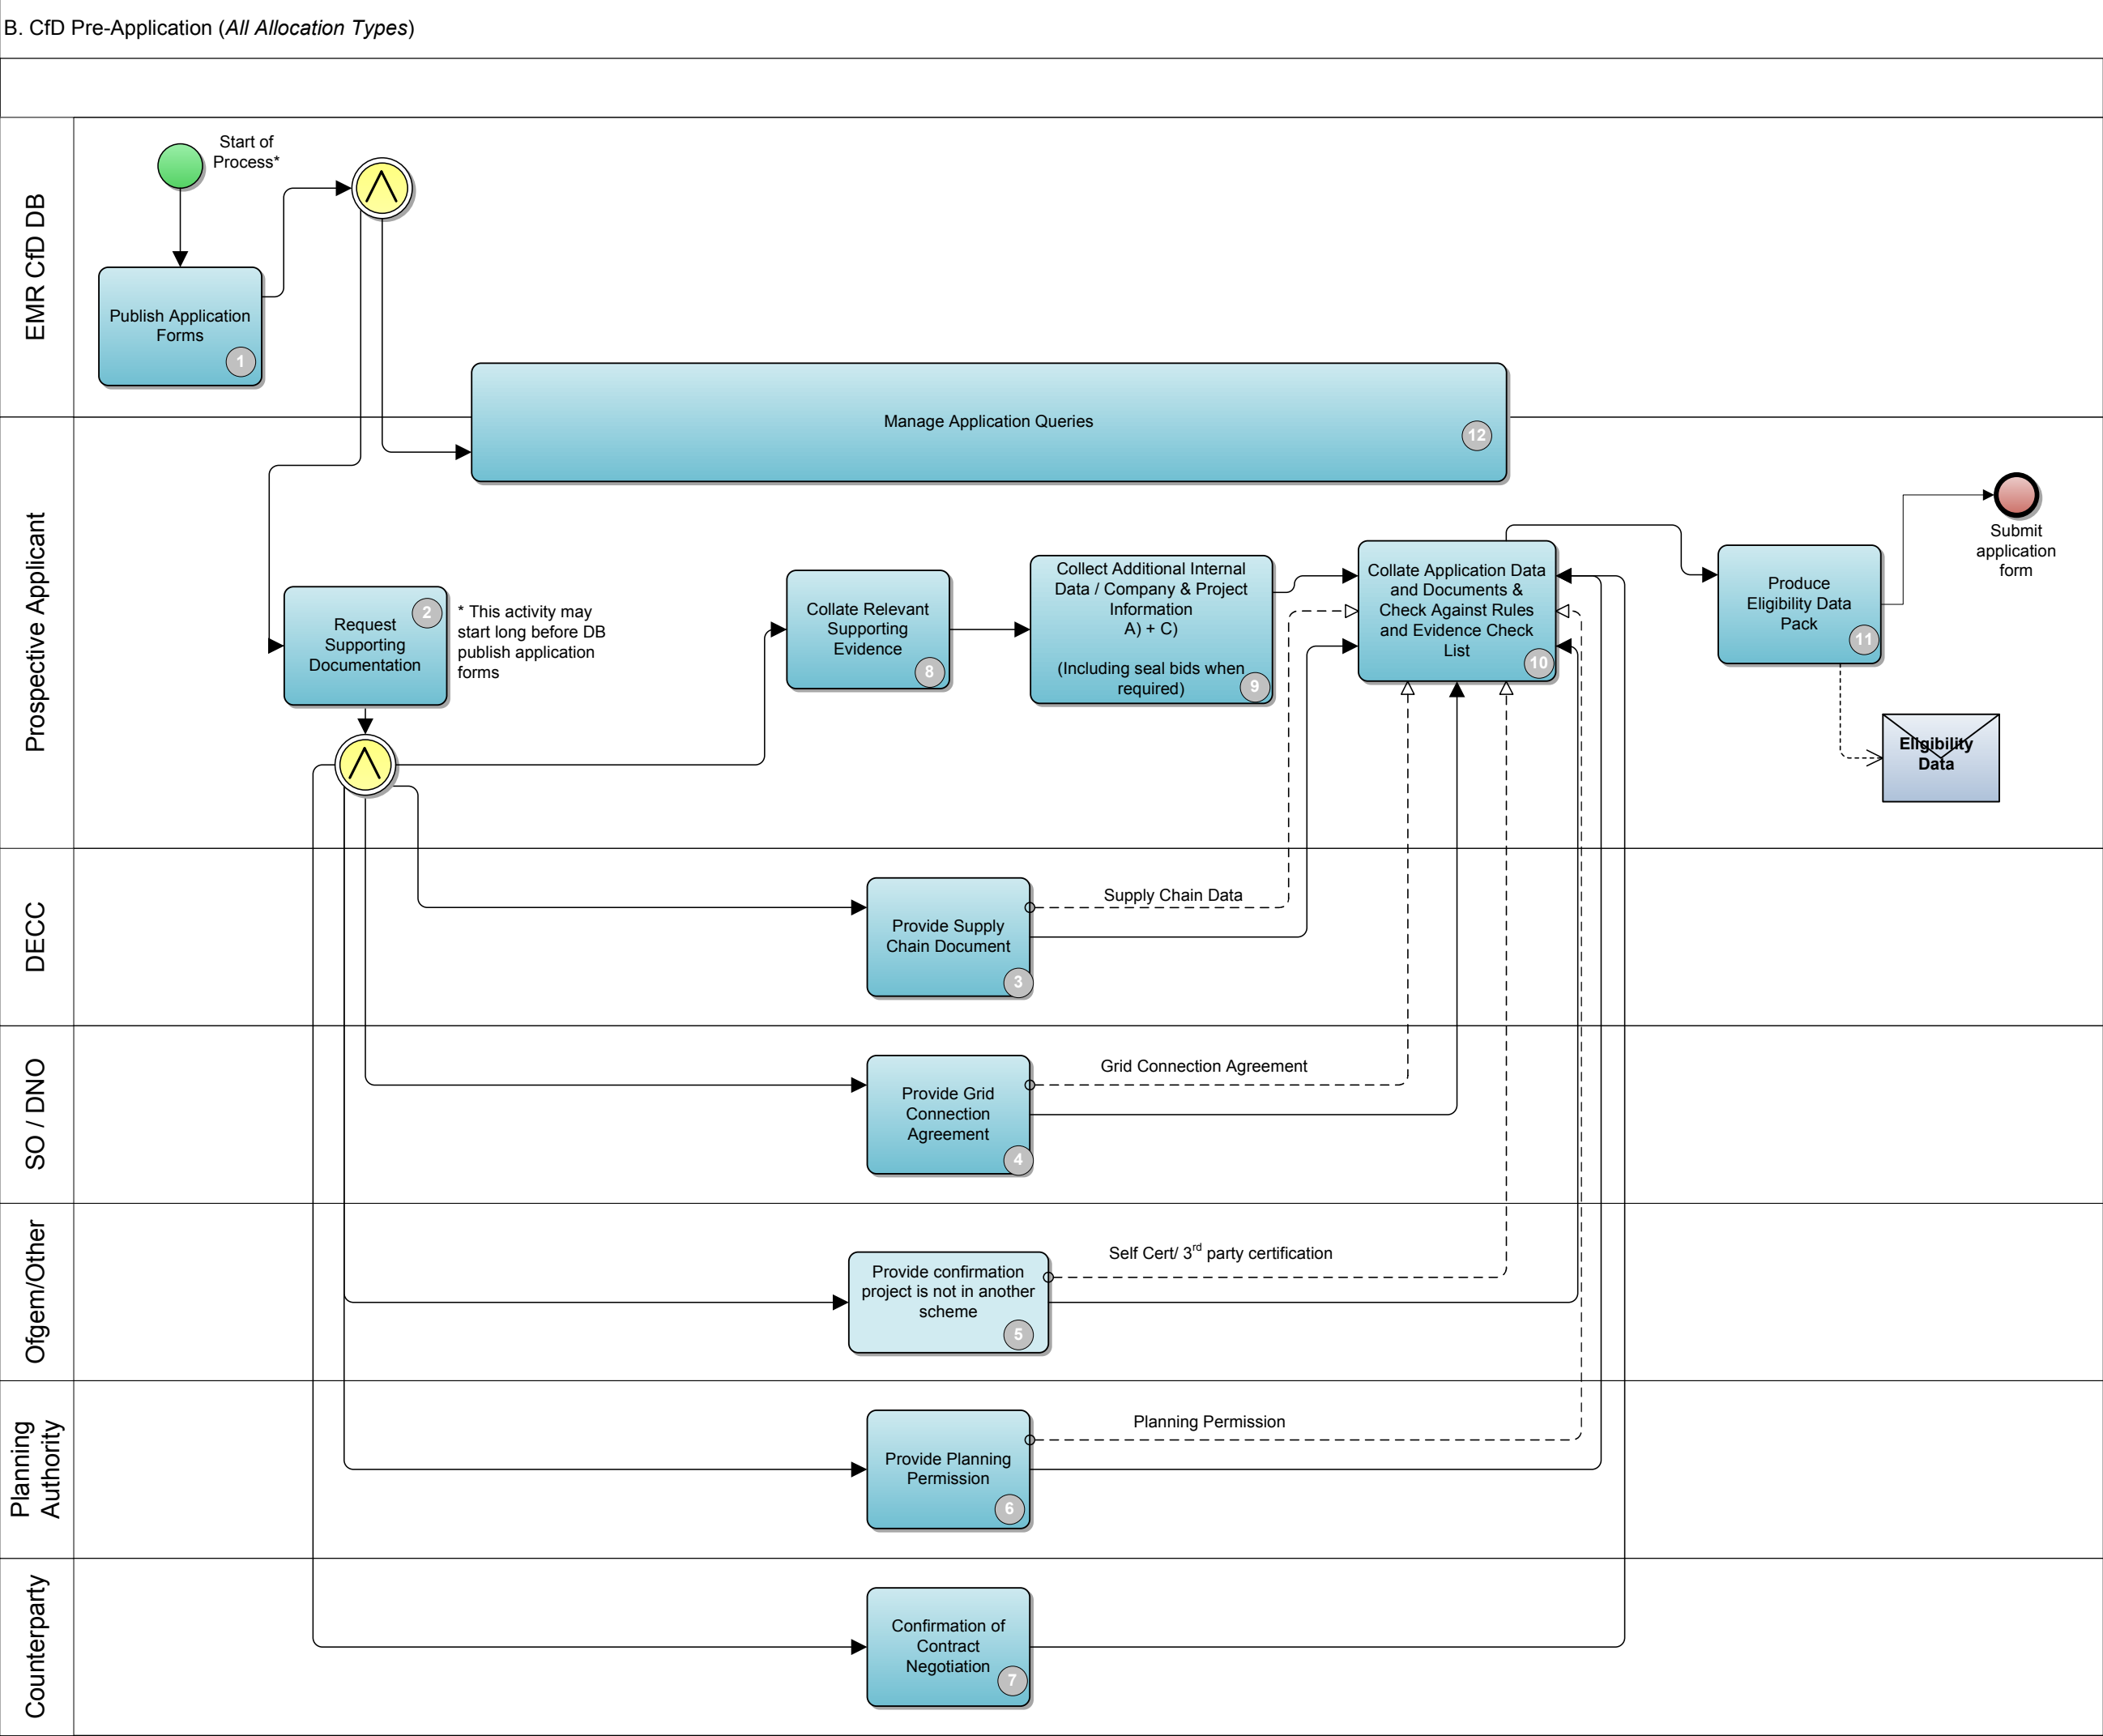 B. CfD Pre-Application (All Allocation Types)
EMR CfD DB
Start of
Process*
Publish Application
Forms
1
Manage Application Queries
12
Prospective Applicant
Request
Supporting
Documentation
2
* This activity may
start long before DB
publish application
forms
Collate Relevant
Supporting
Evidence
8
Collect Additional Internal
Data / Company & Project
Information
A) + C)
(Including seal bids when
required)
9
Collate Application Data
and Documents &
Check Against Rules
and Evidence Check
List
10
Produce
Eligibility Data
Pack
11
Submit
application
form
Eligibility
Data
DECC
Provide Supply
Chain Document
3
Supply Chain Data
SO / DNO
Provide Grid
Connection
Agreement
4
Grid Connection Agreement
Ofgem/Other
Provide confirmation
project is not in another
scheme
5
Self Cert/ 3rd party certification
Planning
Authority
Provide Planning
Permission
6
Planning Permission
Counterparty
Confirmation of
Contract
Negotiation
7